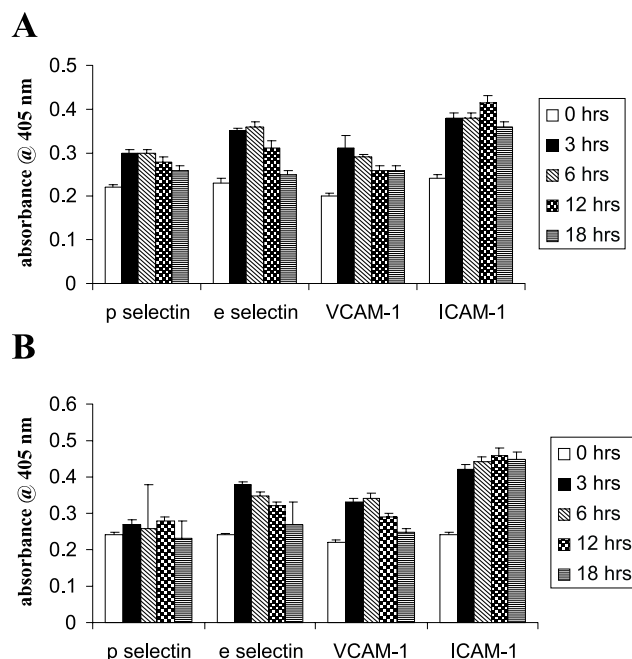 A
absorbance @ 405 nm
0.5
0.4
0.3
0.2
0.1
0
p selectin e selectin VCAM-1 ICAM-1
0 hrs
3 hrs
6 hrs
12 hrs
18 hrs
B
absorbance @ 405 nm
0.6
0.5
0.4
0.3
0.2
0.1
0
p selectin e selectin VCAM-1 ICAM-1
0 hrs
3 hrs
6 hrs
12 hrs
18 hrs